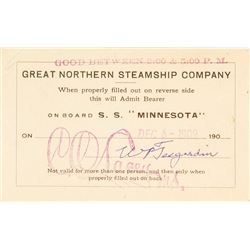 GOOD BETWEEN 2:00 & 5:00 P. M.
GREAT NORTHERN STEAMSHIP COMPANY
When properly filled out on reverse side
this will Admit Bearer
ON BOARD S. S. "MINNESOTA"
ON DEC 5 - 1909 190
Not valid for more than one person, and then only when
properly filled out on back